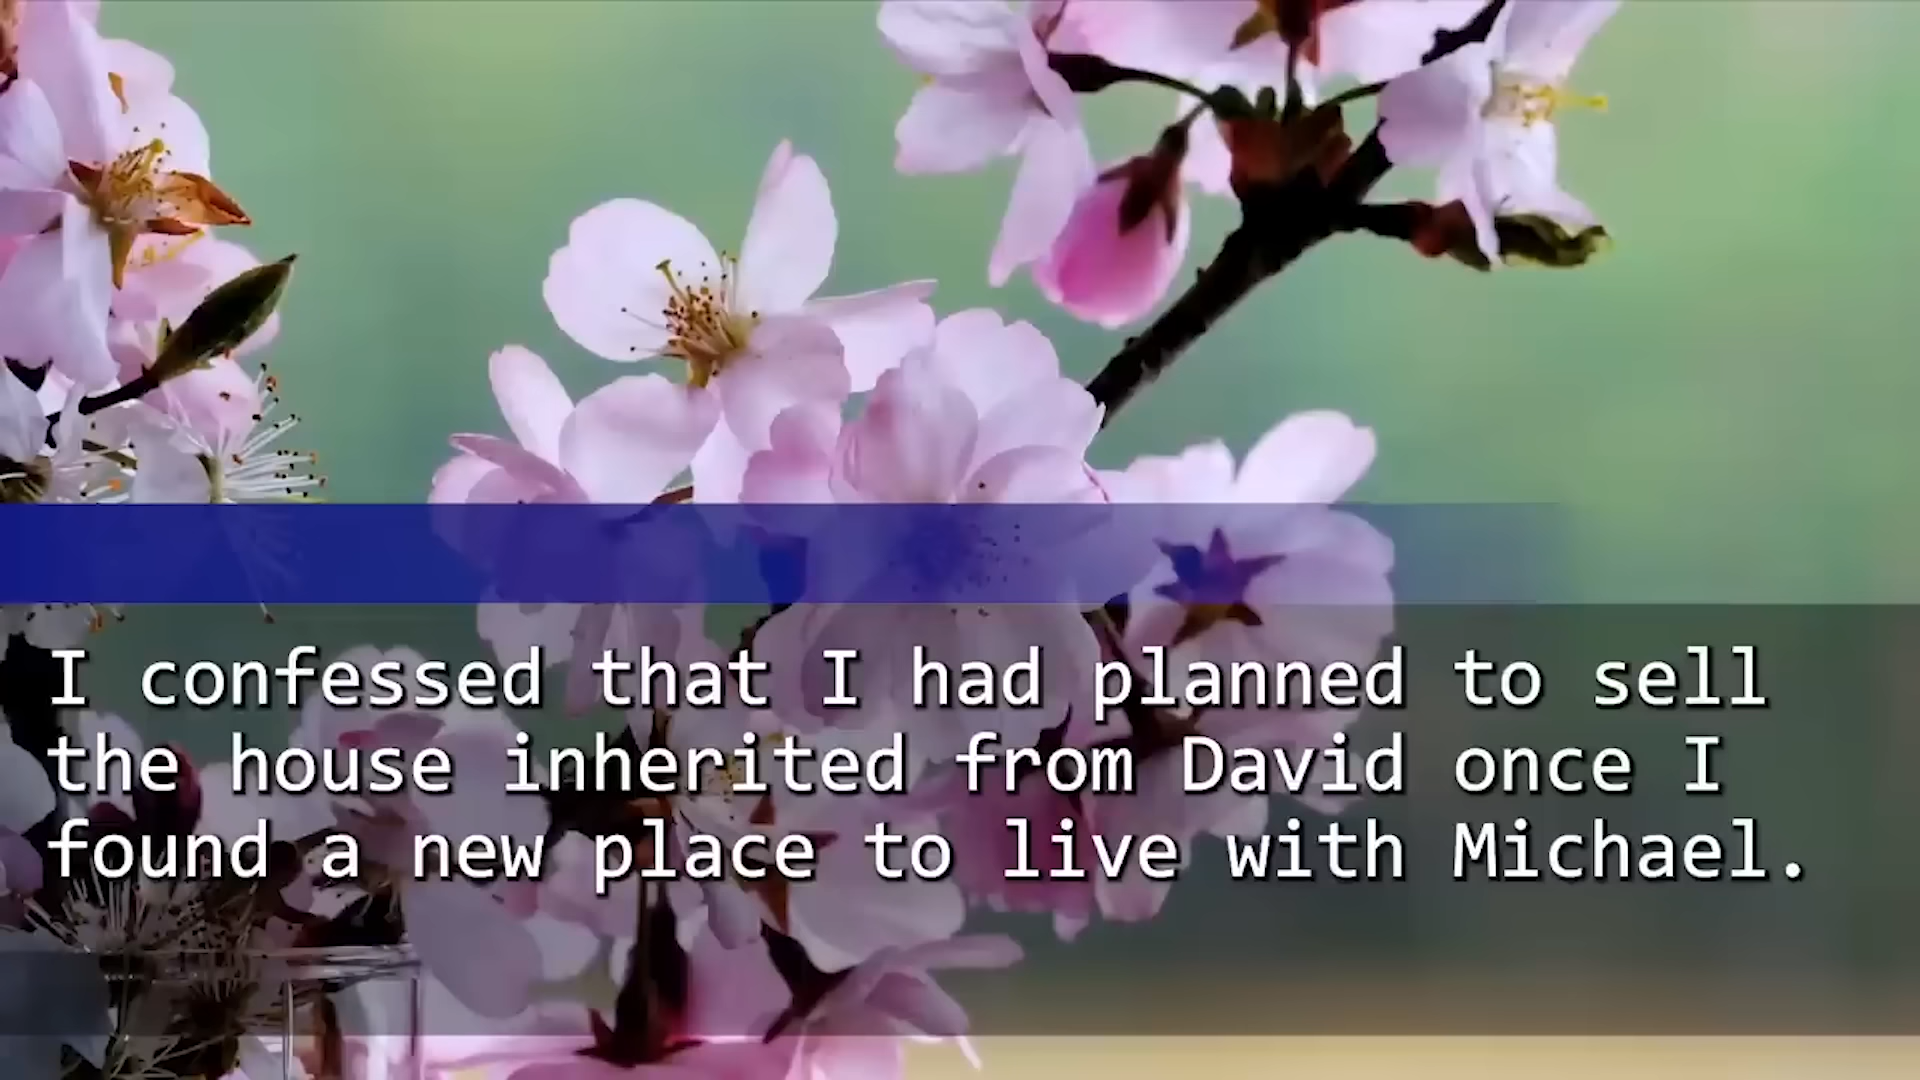 I confessed that I had planned to sell
the house inherited from David once I
found a new place to live with Michael.